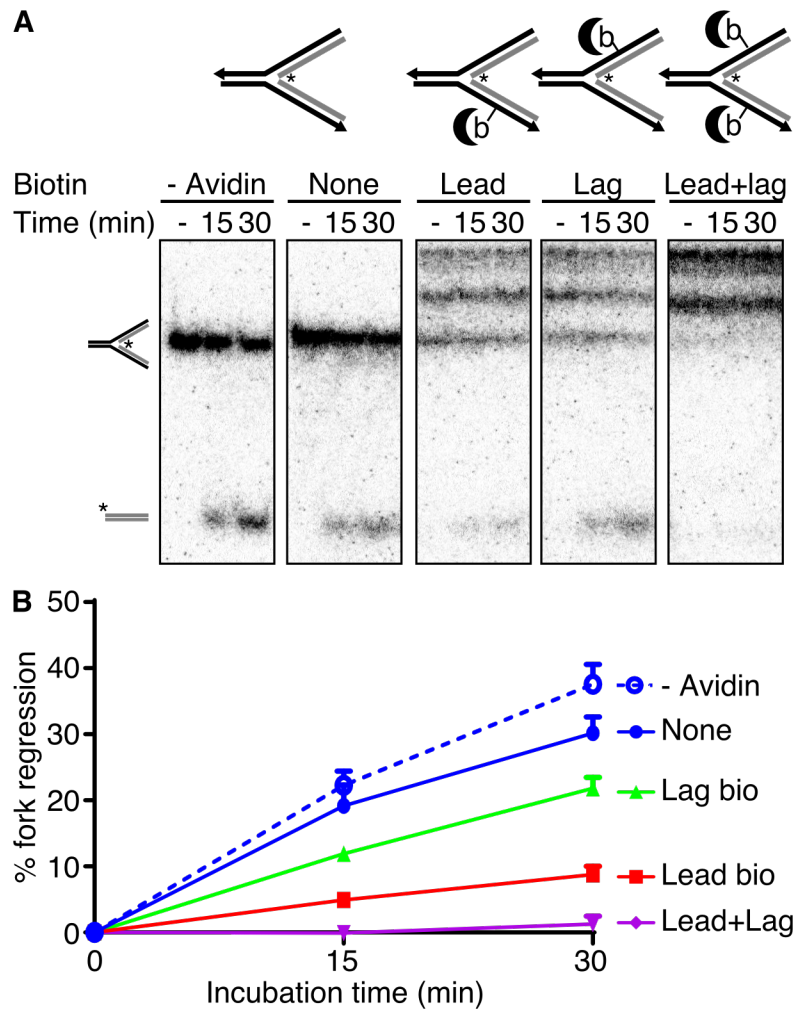 A
*
*
*
*
b
b
b
b
Biotin - Avidin None Lead Lag Lead+lag
Time (min) - 15 30 - 15 30 - 15 30 - 15 30 - 15 30
*
*
B
50
40
30
20
10
0
% fork regression
- Avidin
None
Lag bio
Lead bio
Lead+Lag
0 15 30
Incubation time (min)